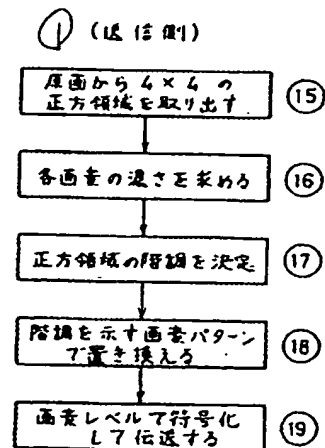 ① (送信側)
原画から4×4の
正方領域を取り出す
⑮
各画素の濃さを求める
⑯
正方領域の階調を決定
⑰
階調を示す画素パターン
で置き換える
⑱
画素レベルで符号化
して伝送する
⑲